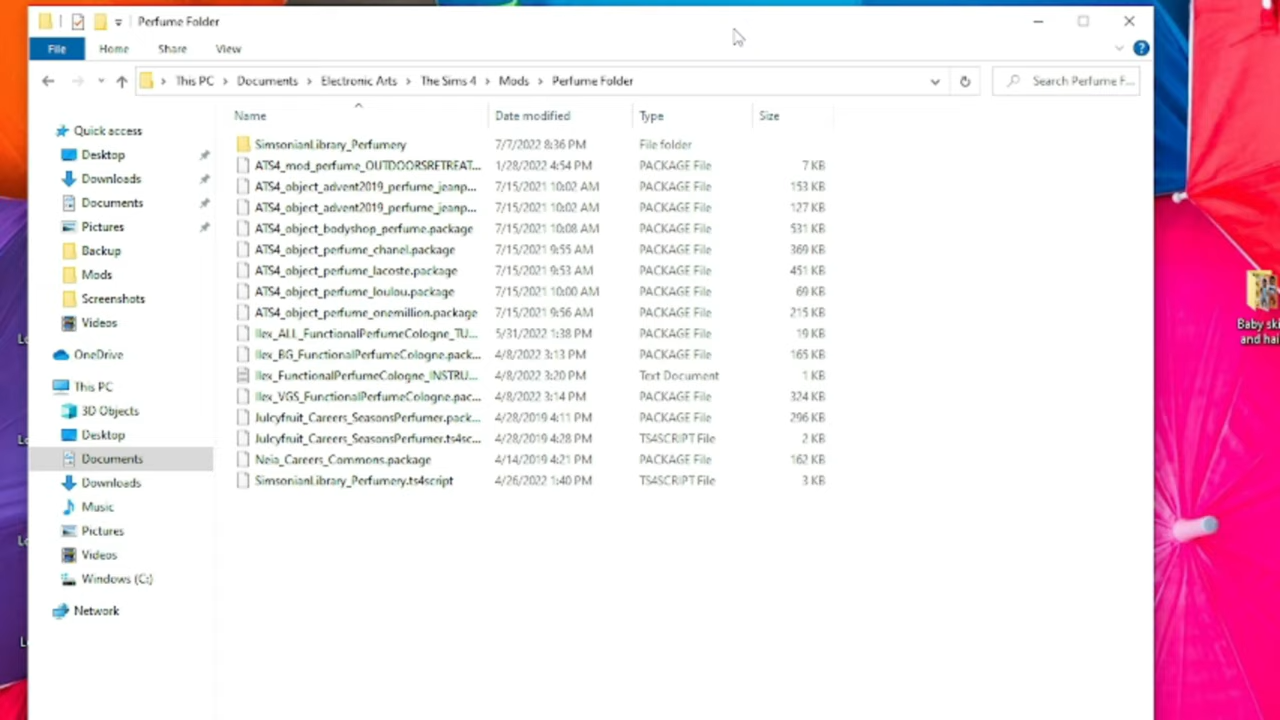 Perfume Folder
File Home Share View
This PC > Documents > Electronic Arts > The Sims 4 > Mods > Perfume Folder
Search Perfume F...
Name Date modified Type Size
Quick access
Desktop
Downloads
Documents
Pictures
Backup
Mods
Screenshots
Videos
OneDrive
This PC
3D Objects
Desktop
Documents
Downloads
Music
Pictures
Videos
Windows (C:)
Network
SimsonianLibrary_Perfumery 7/7/2022 8:36 PM File folder
ATS4_mod_perfume_OUTDOORSRETREAT... 1/28/2022 4:54 PM PACKAGE File 7 KB
ATS4_object_advent2019_perfume_jeanp... 7/15/2021 10:02 AM PACKAGE File 153 KB
ATS4_object_advent2019_perfume_jeanp... 7/15/2021 10:02 AM PACKAGE File 127 KB
ATS4_object_bodyshop_perfume.package 7/15/2021 10:08 AM PACKAGE File 531 KB
ATS4_object_perfume_chanel.package 7/15/2021 9:55 AM PACKAGE File 369 KB
ATS4_object_perfume_lacoste.package 7/15/2021 9:53 AM PACKAGE File 451 KB
ATS4_object_perfume_loulou.package 7/15/2021 10:00 AM PACKAGE File 69 KB
ATS4_object_perfume_onemillion.package 7/15/2021 9:56 AM PACKAGE File 215 KB
Ilex_ALL_FunctionalPerfumeCologne_TU... 5/31/2022 1:38 PM PACKAGE File 19 KB
Ilex_BG_FunctionalPerfumeCologne.pack... 4/8/2022 3:13 PM PACKAGE File 165 KB
Ilex_FunctionalPerfumeCologne_INSTRU... 4/8/2022 3:20 PM Text Document 1 KB
Ilex_VGS_FunctionalPerfumeCologne.pac... 4/8/2022 3:14 PM PACKAGE File 324 KB
Julcyfruit_Careers_SeasonsPerfumer.pack... 4/28/2019 4:11 PM PACKAGE File 296 KB
Julcyfruit_Careers_SeasonsPerfumer.ts4sc... 4/28/2019 4:28 PM TS4SCRIPT File 2 KB
Neia_Careers_Commons.package 4/14/2019 4:21 PM PACKAGE File 162 KB
SimsonianLibrary_Perfumery.ts4script 4/26/2022 1:40 PM TS4SCRIPT File 3 KB
Baby ski
and hai